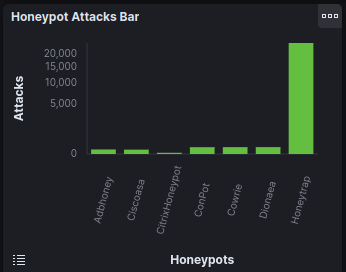 Honeypot Attacks Bar
Attacks
20,000
15,000
10,000
5,000
0
Adbhoney
Ciscoasa
CitrixHoneypot
ConPot
Cowrie
Dionaea
Honeytrap
Honeypots